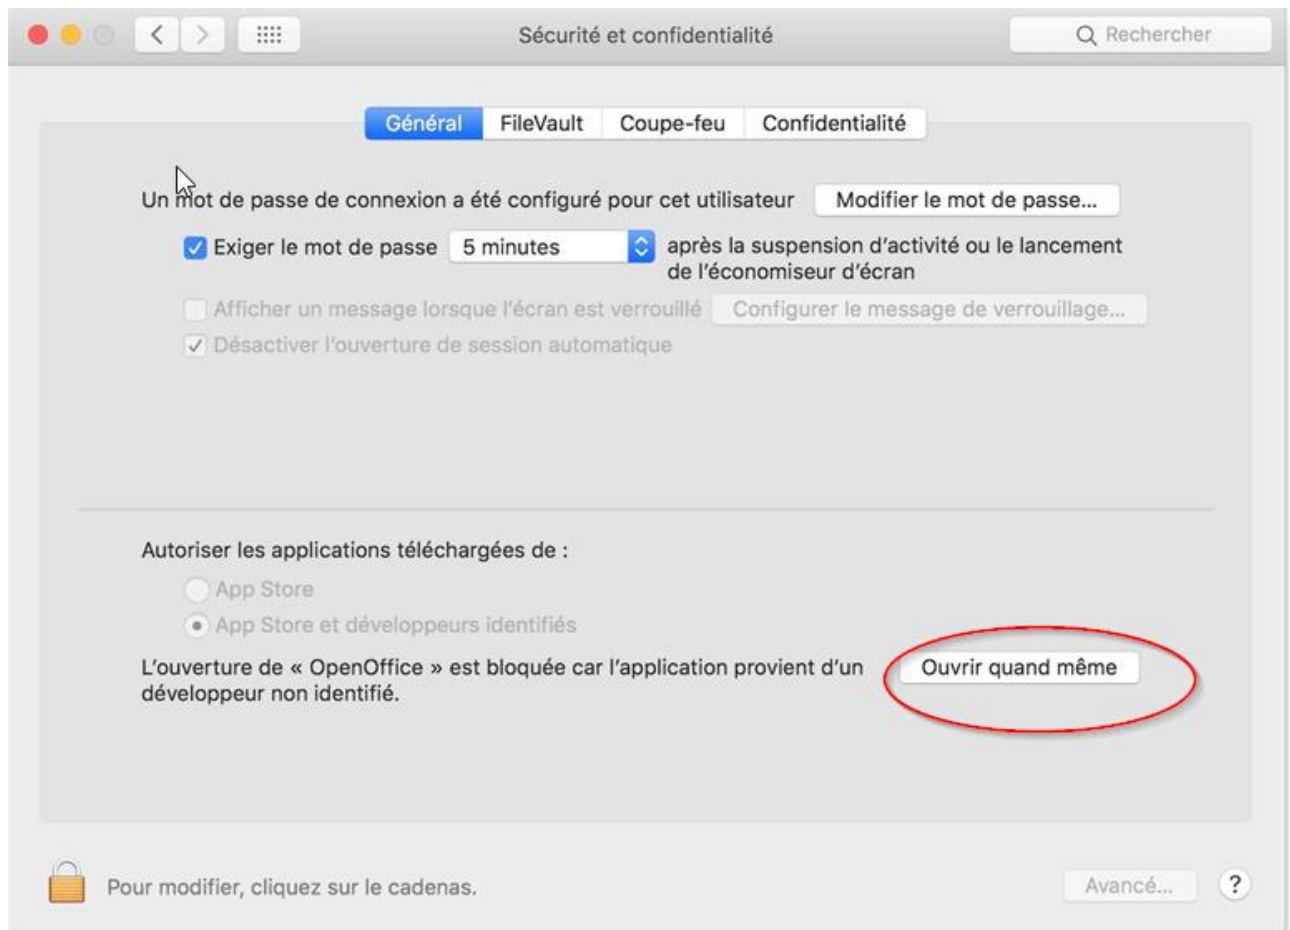 Sécurité et confidentialité
Rechercher
Général FileVault Coupe-feu Confidentialité
Un mot de passe de connexion a été configuré pour cet utilisateur Modifier le mot de passe...
Exiger le mot de passe 5 minutes après la suspension d'activité ou le lancement
de l'économiseur d'écran
Afficher un message lorsque l'écran est verrouillé Configurer le message de verrouillage...
Désactiver l'ouverture de session automatique
Autoriser les applications téléchargées de :
App Store
App Store et développeurs identifiés
L'ouverture de « OpenOffice » est bloquée car l'application provient d'un
développeur non identifié.
Ouvrir quand même
Pour modifier, cliquez sur le cadenas.
Avancé... ?